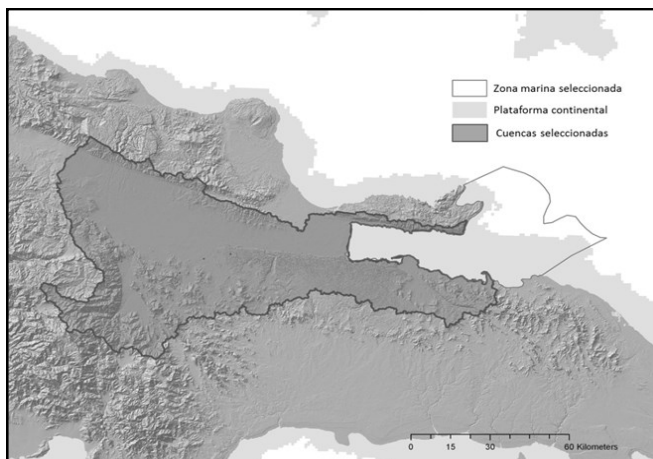 Zona marina seleccionada
Plataforma continental
Cuencas seleccionadas
0 15 30 60 Kilometers